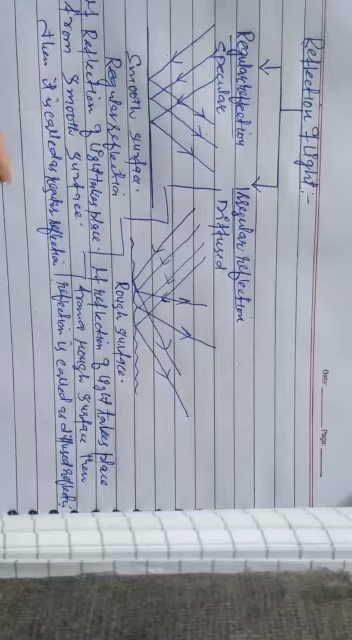 Date: Page:
Reflection of light :-
Regular reflection Irregular reflection
Specular Diffused
Smooth surface. Rough surface.
Regular reflection
If Reflection of light takes place If reflection of light takes place
from smooth surface. from a rough surface then
then it is called as regular reflection reflection is called as diffused reflection